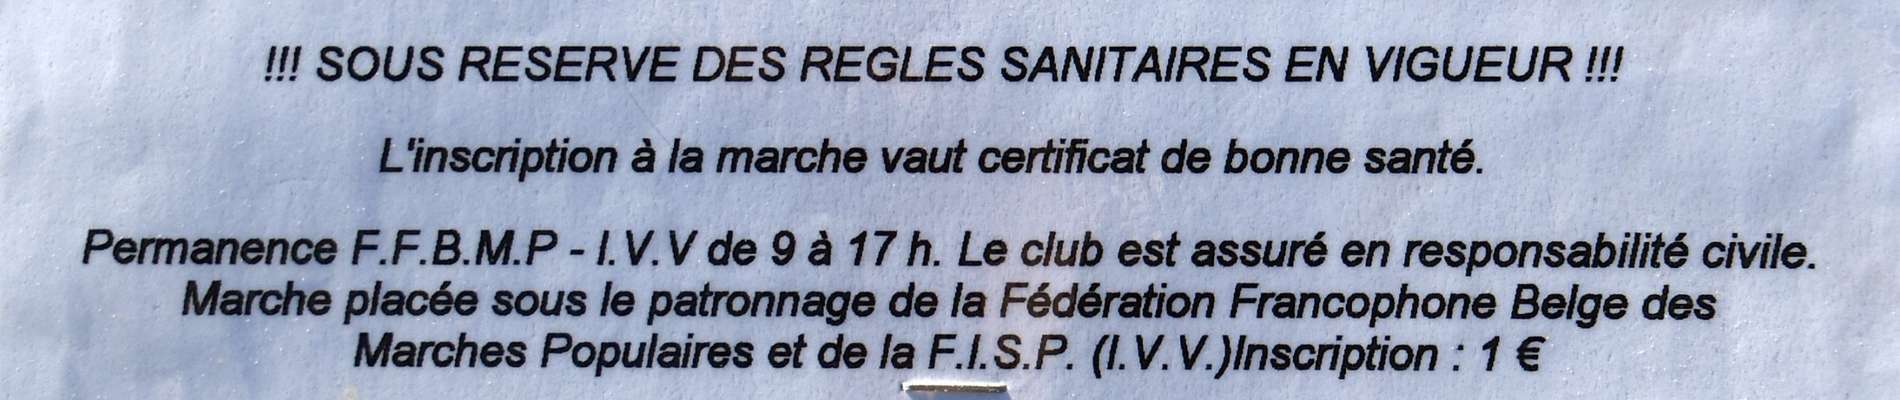 !!! SOUS RESERVE DES REGLES SANITAIRES EN VIGUEUR !!!
L'inscription à la marche vaut certificat de bonne santé.
Permanence F.F.B.M.P - I.V.V de 9 à 17 h. Le club est assuré en responsabilité civile.
Marche placée sous le patronnage de la Fédération Francophone Belge des
Marches Populaires et de la F.I.S.P. (I.V.V.)Inscription : 1 €